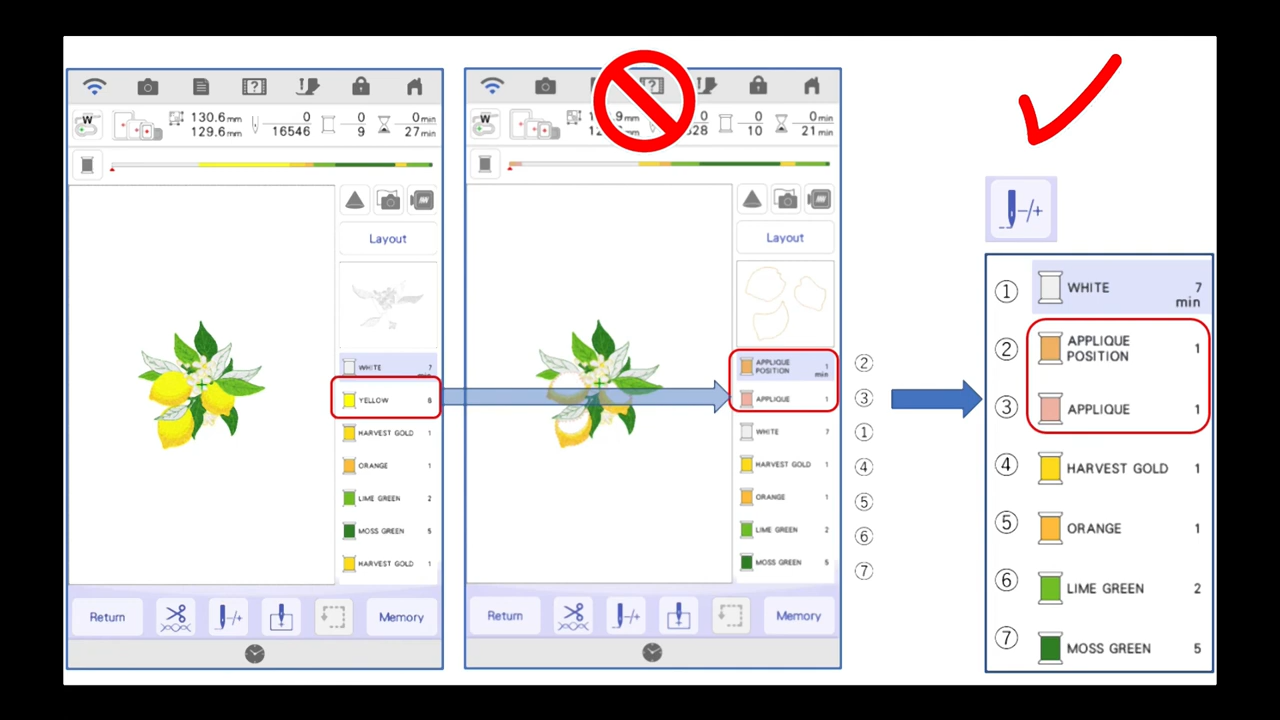 W
130.6mm
129.6mm
0
16546
0
9
0min
27min
Layout
WHITE 7
min
YELLOW 8
HARVEST GOLD 1
ORANGE 1
LIME GREEN 2
MOSS GREEN 5
HARVEST GOLD 1
Return
-/+
Memory
W
?
0
0
10
0min
21min
Layout
APPLIQUE
POSITION 1
min
APPLIQUE 1
WHITE 7
HARVEST GOLD 1
ORANGE 1
LIME GREEN 2
MOSS GREEN 5
Return
-/+
Memory
②
③
①
④
⑤
⑥
⑦
-/+
① WHITE 7
min
② APPLIQUE
POSITION 1
③ APPLIQUE 1
④ HARVEST GOLD 1
⑤ ORANGE 1
⑥ LIME GREEN 2
⑦ MOSS GREEN 5